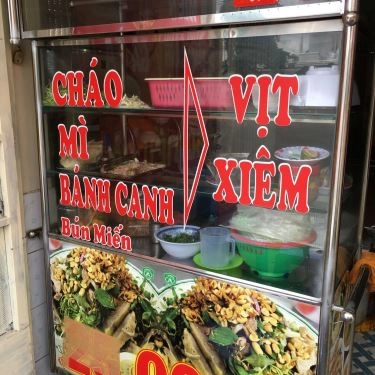 CHÁO
MÌ
BÁNH CANH
Bún Miến
VỊT
XIÊM